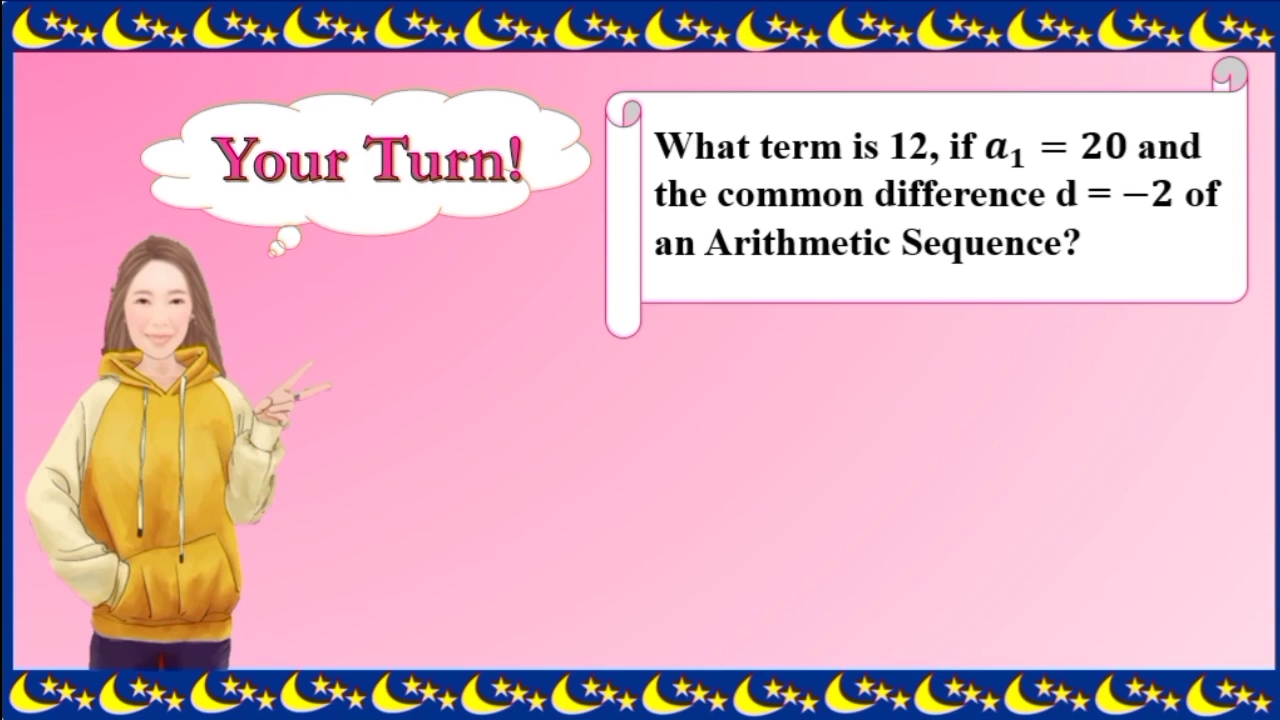 Your Turn!
What term is 12, if 𝒂₁ = 𝟐𝟎 and
the common difference d = −𝟐 of
an Arithmetic Sequence?